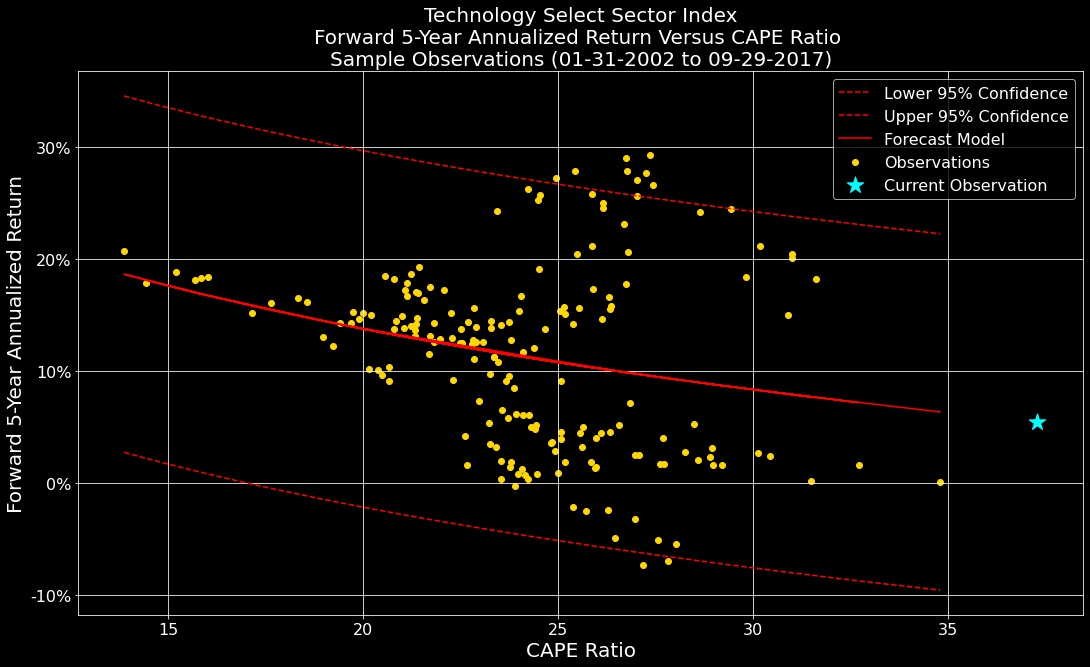 Technology Select Sector Index
Forward 5-Year Annualized Return Versus CAPE Ratio
Sample Observations (01-31-2002 to 09-29-2017)
Lower 95% Confidence
Upper 95% Confidence
Forecast Model
Observations
Current Observation
Forward 5-Year Annualized Return
30%
20%
10%
0%
-10%
15
20
25
30
35
CAPE Ratio